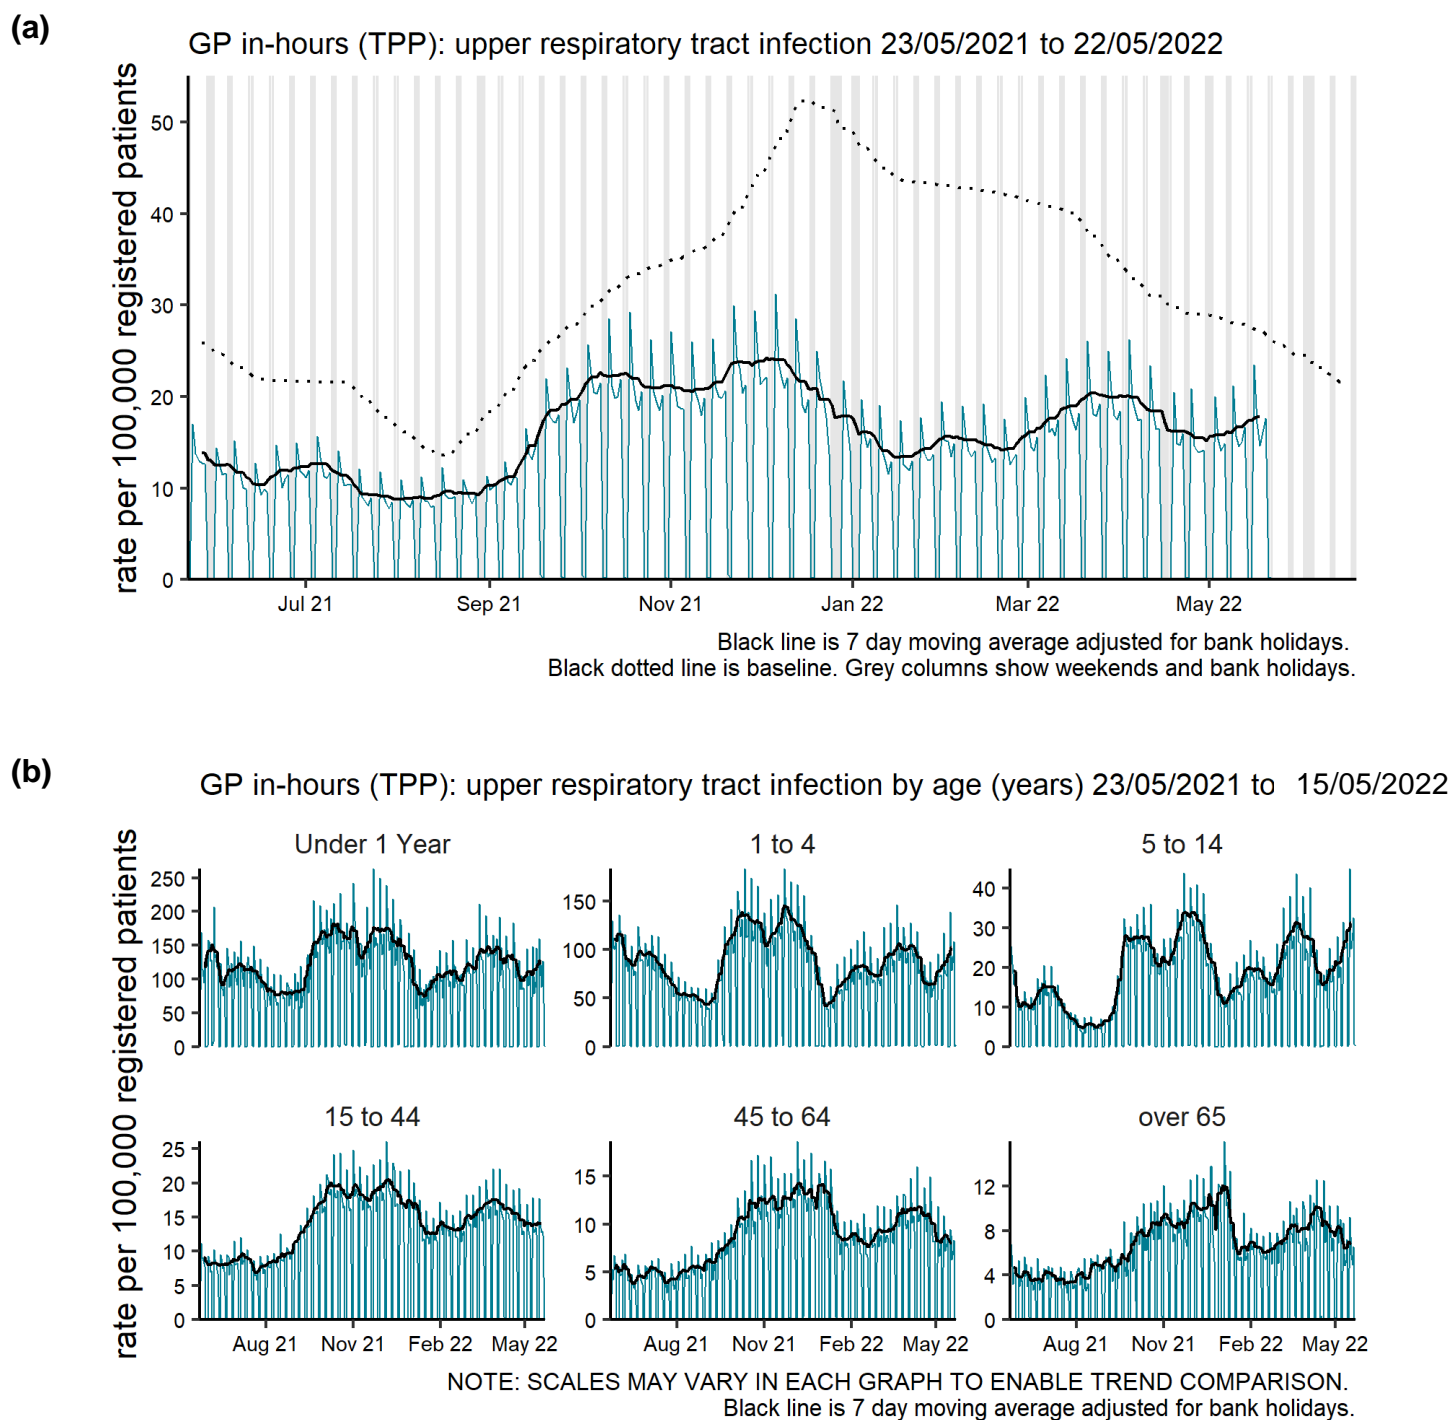 (a)
GP in-hours (TPP): upper respiratory tract infection 23/05/2021 to 22/05/2022
rate per 100,000 registered patients
50
40
30
20
10
0
Jul 21 Sep 21 Nov 21 Jan 22 Mar 22 May 22
Black line is 7 day moving average adjusted for bank holidays.
Black dotted line is baseline. Grey columns show weekends and bank holidays.
(b)
GP in-hours (TPP): upper respiratory tract infection by age (years) 23/05/2021 to 15/05/2022
rate per 100,000 registered patients
Under 1 Year
250
200
150
100
50
0
1 to 4
150
100
50
0
5 to 14
40
30
20
10
0
15 to 44
25
20
15
10
5
0
Aug 21 Nov 21 Feb 22 May 22
45 to 64
15
10
5
0
Aug 21 Nov 21 Feb 22 May 22
over 65
12
8
4
0
Aug 21 Nov 21 Feb 22 May 22
NOTE: SCALES MAY VARY IN EACH GRAPH TO ENABLE TREND COMPARISON.
Black line is 7 day moving average adjusted for bank holidays.